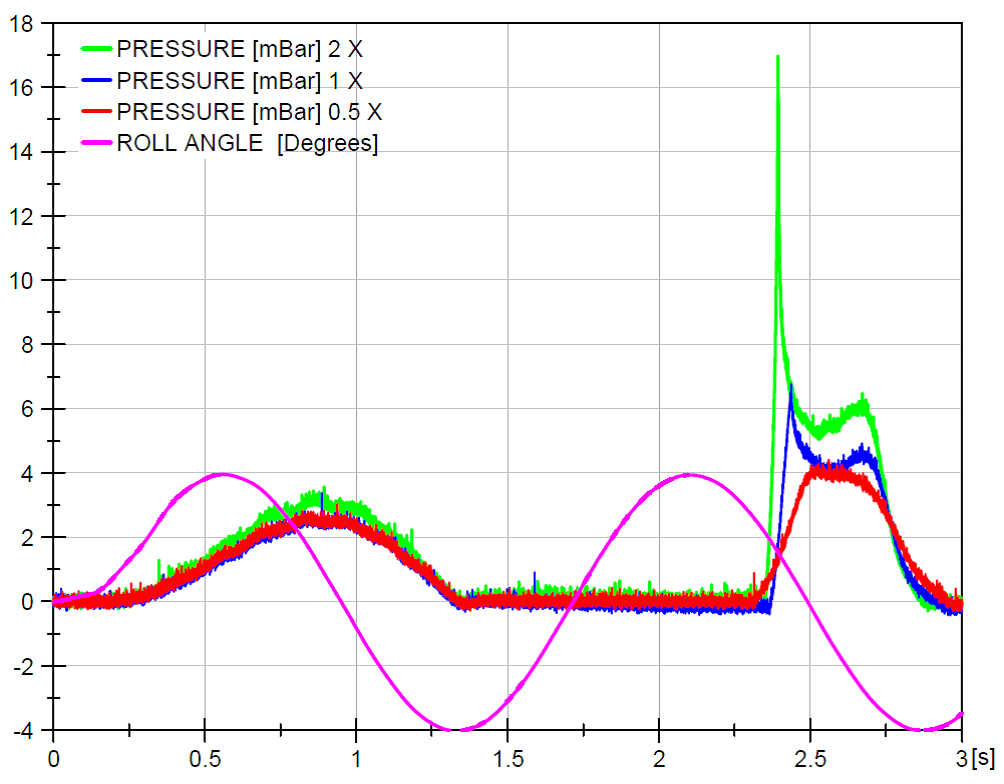 18
PRESSURE [mBar] 2 X
PRESSURE [mBar] 1 X
16
PRESSURE [mBar] 0.5 X
ROLL ANGLE [Degrees]
14
12
10
8
6
4
2
0
-2
-4
0 0.5 1 1.5 2 2.5 3 [s]